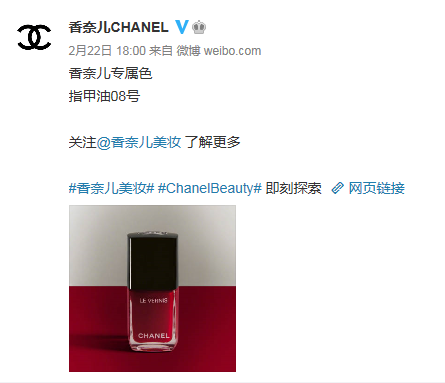 香奈儿CHANEL
2月22日 18:00 来自 微博 weibo.com
香奈儿专属色
指甲油08号
关注@香奈儿美妆 了解更多
#香奈儿美妆# #ChanelBeauty# 即刻探索 网页链接
LE VERNIS
CHANEL